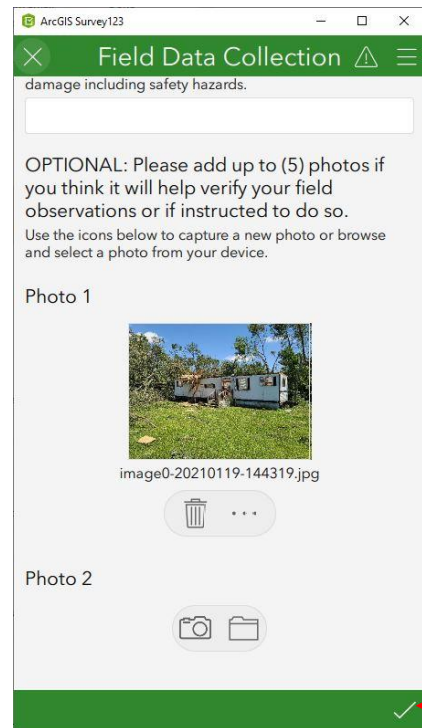 ArcGIS Survey123
Field Data Collection
damage including safety hazards.
OPTIONAL: Please add up to (5) photos if
you think it will help verify your field
observations or if instructed to do so.
Use the icons below to capture a new photo or browse
and select a photo from your device.
Photo 1
image0-20210119-144319.jpg
Photo 2